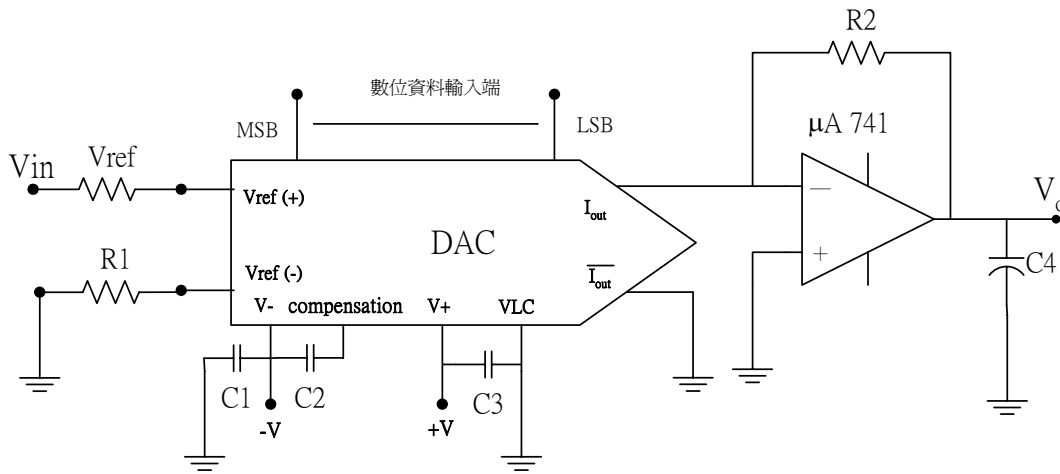 R2
數位資料輸入端
MSB
LSB
μA 741
Vin
Vref
Vref (+)
Iout
−
Vo
DAC
R1
Vref (-)
Iout
+
C4
V-
compensation
V+
VLC
C1
C2
C3
-V
+V